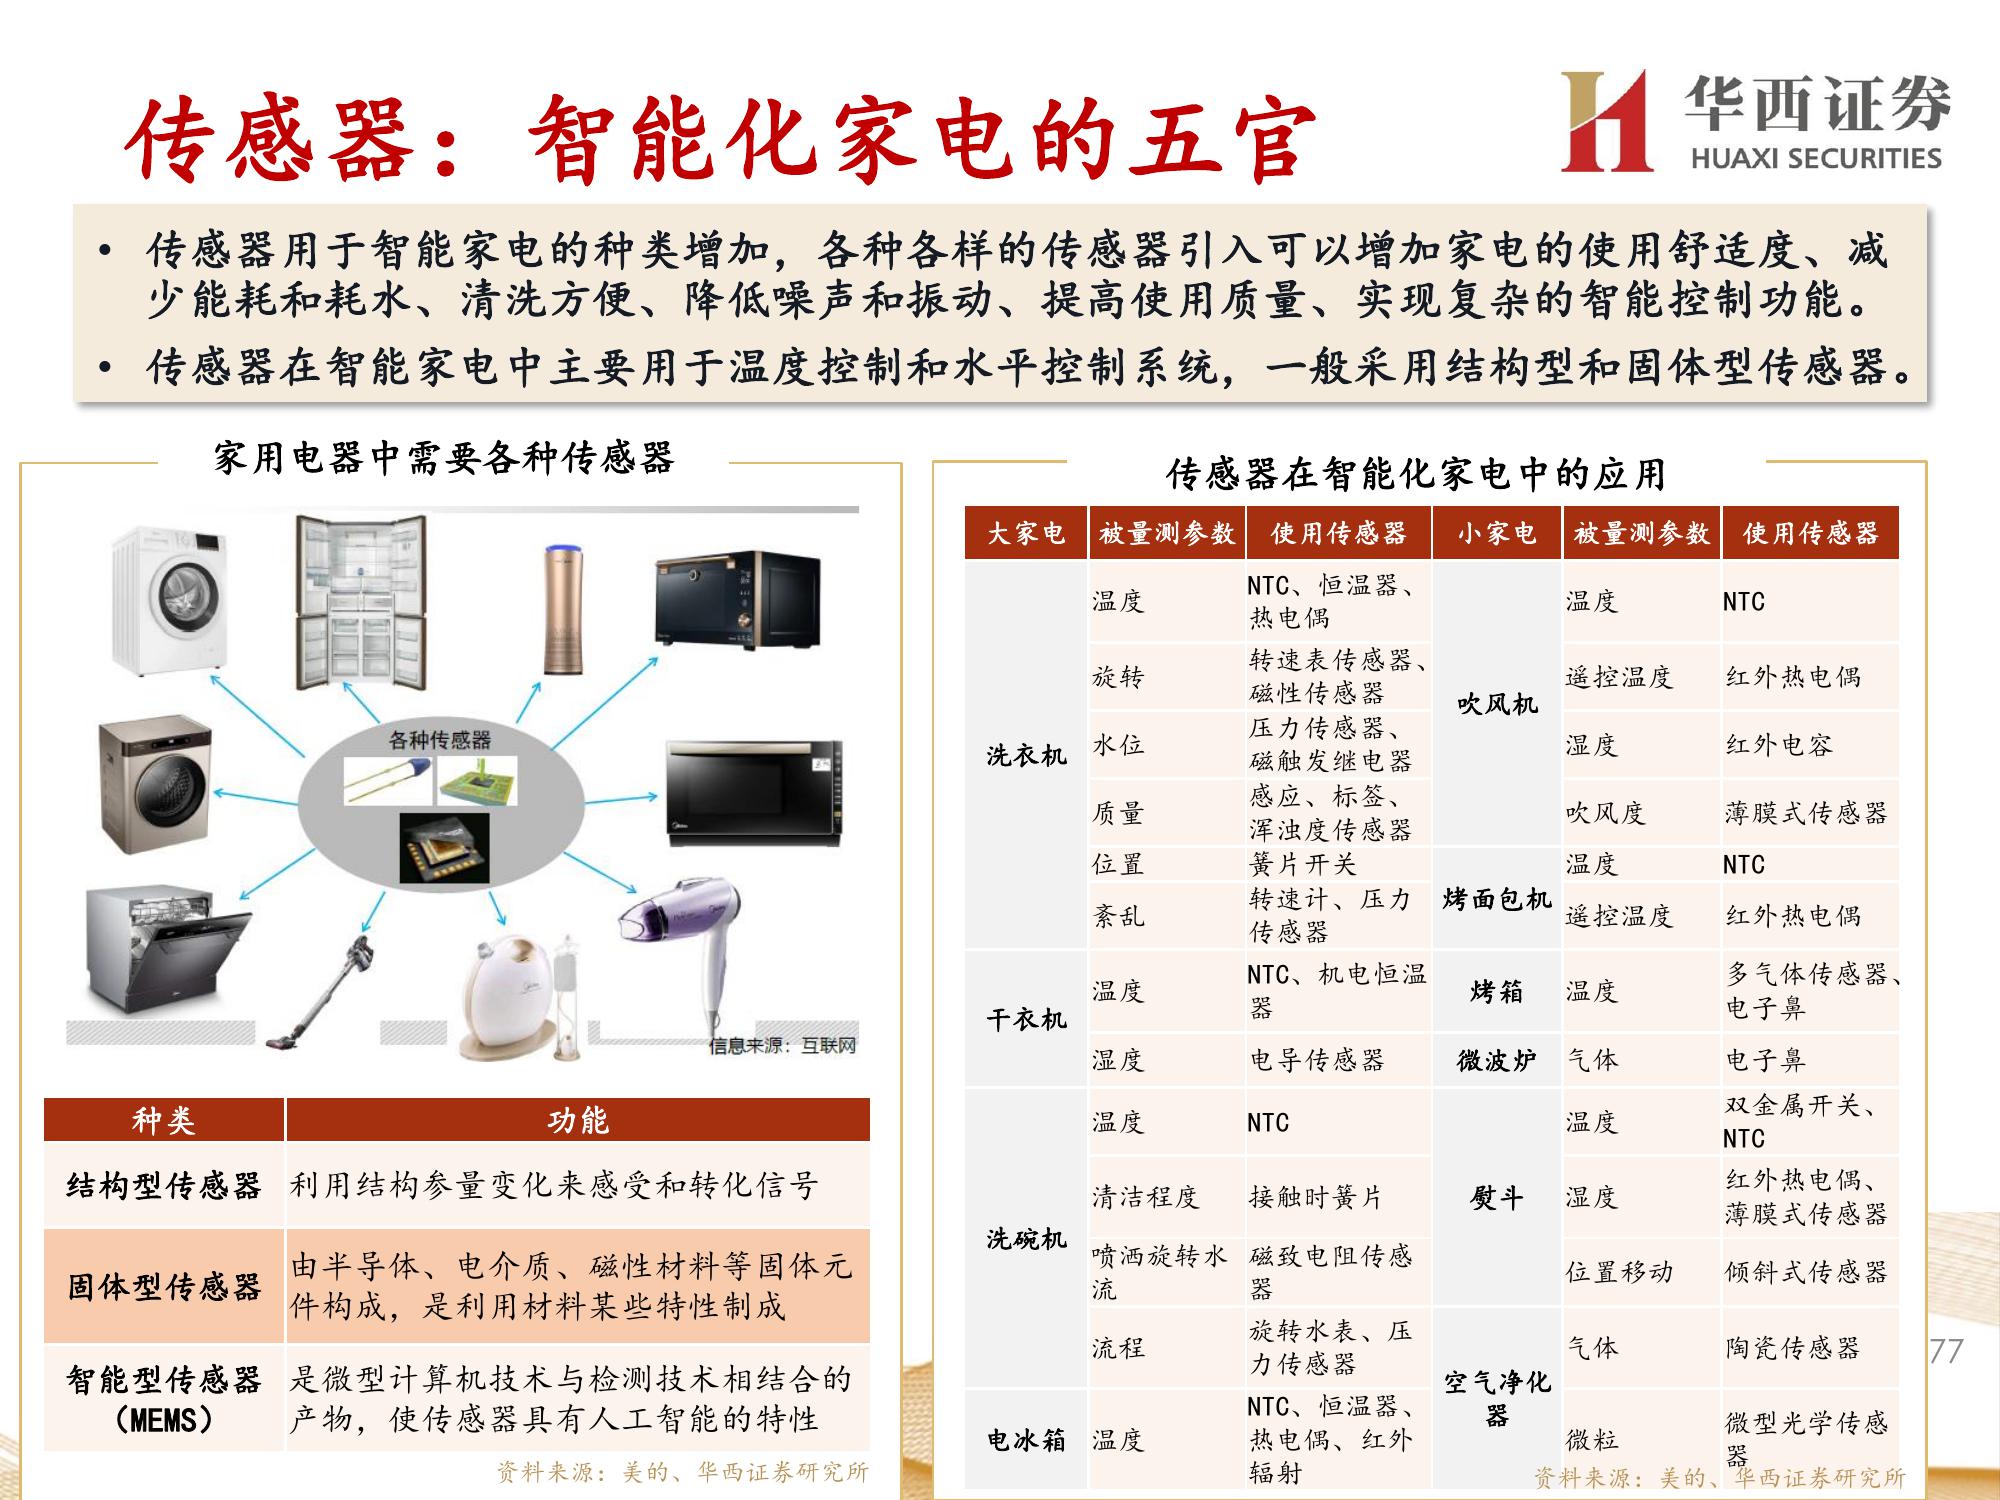 传感器：智能化家电的五官
华西证券
HUAXI SECURITIES
• 传感器用于智能家电的种类增加，各种各样的传感器引入可以增加家电的使用舒适度、减
少能耗和耗水、清洗方便、降低噪声和振动、提高使用质量、实现复杂的智能控制功能。
• 传感器在智能家电中主要用于温度控制和水平控制系统，一般采用结构型和固体型传感器。
家用电器中需要各种传感器
各种传感器
信息来源：互联网
种类 功能
结构型传感器 利用结构参量变化来感受和转化信号
固体型传感器 由半导体、电介质、磁性材料等固体元
件构成，是利用材料某些特性制成
智能型传感器 是微型计算机技术与检测技术相结合的
（MEMS） 产物，使传感器具有人工智能的特性
资料来源：美的、华西证券研究所
传感器在智能化家电中的应用
大家电 被量测参数 使用传感器 小家电 被量测参数 使用传感器
洗衣机
温度 NTC、恒温器、
热电偶
旋转 转速表传感器、
磁性传感器
水位 压力传感器、
磁触发继电器
质量 感应、标签、
浑浊度传感器
位置 簧片开关
紊乱 转速计、压力
传感器
干衣机
温度 NTC、机电恒温
器
湿度 电导传感器
洗碗机
温度 NTC
清洁程度 接触时簧片
喷洒旋转水 磁致电阻传感
流 器
流程 旋转水表、压
力传感器
电冰箱 温度 NTC、恒温器、
热电偶、红外
辐射
吹风机
温度 NTC
遥控温度 红外热电偶
湿度 红外电容
吹风度 薄膜式传感器
烤面包机
温度 NTC
遥控温度 红外热电偶
烤箱 温度 多气体传感器、
电子鼻
微波炉 气体 电子鼻
熨斗
温度 双金属开关、
NTC
湿度 红外热电偶、
薄膜式传感器
位置移动 倾斜式传感器
空气净化
器
气体 陶瓷传感器
微粒 微型光学传感
器
资料来源：美的、华西证券研究所
77